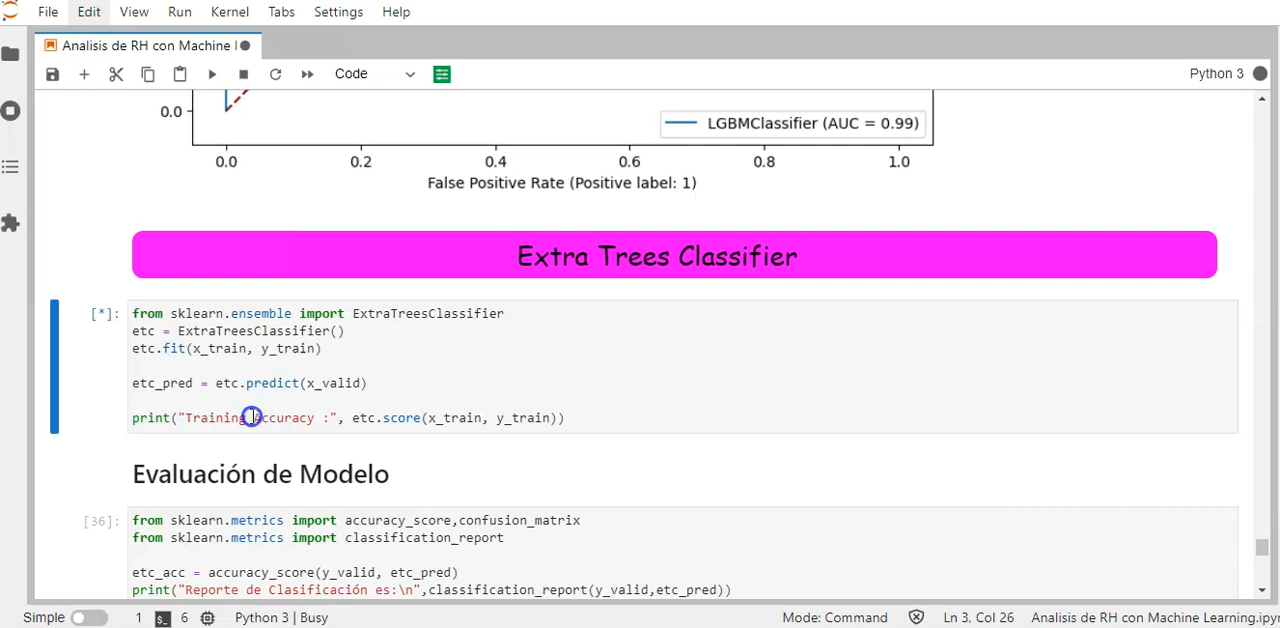 File Edit View Run Kernel Tabs Settings Help
Analisis de RH con Machine
Code Python 3
0.0
LGBMClassifier (AUC = 0.99)
0.0 0.2 0.4 0.6 0.8 1.0
False Positive Rate (Positive label: 1)
Extra Trees Classifier
[*]: from sklearn.ensemble import ExtraTreesClassifier
etc = ExtraTreesClassifier()
etc.fit(x_train, y_train)
etc_pred = etc.predict(x_valid)
print("Training Accuracy :", etc.score(x_train, y_train))
Evaluación de Modelo
[36]: from sklearn.metrics import accuracy_score,confusion_matrix
from sklearn.metrics import classification_report
etc_acc = accuracy_score(y_valid, etc_pred)
print("Reporte de Clasificación es:\n",classification_report(y_valid,etc_pred))
Simple 1 6 Python 3 | Busy Mode: Command Ln 3, Col 26 Analisis de RH con Machine Learning.ipy